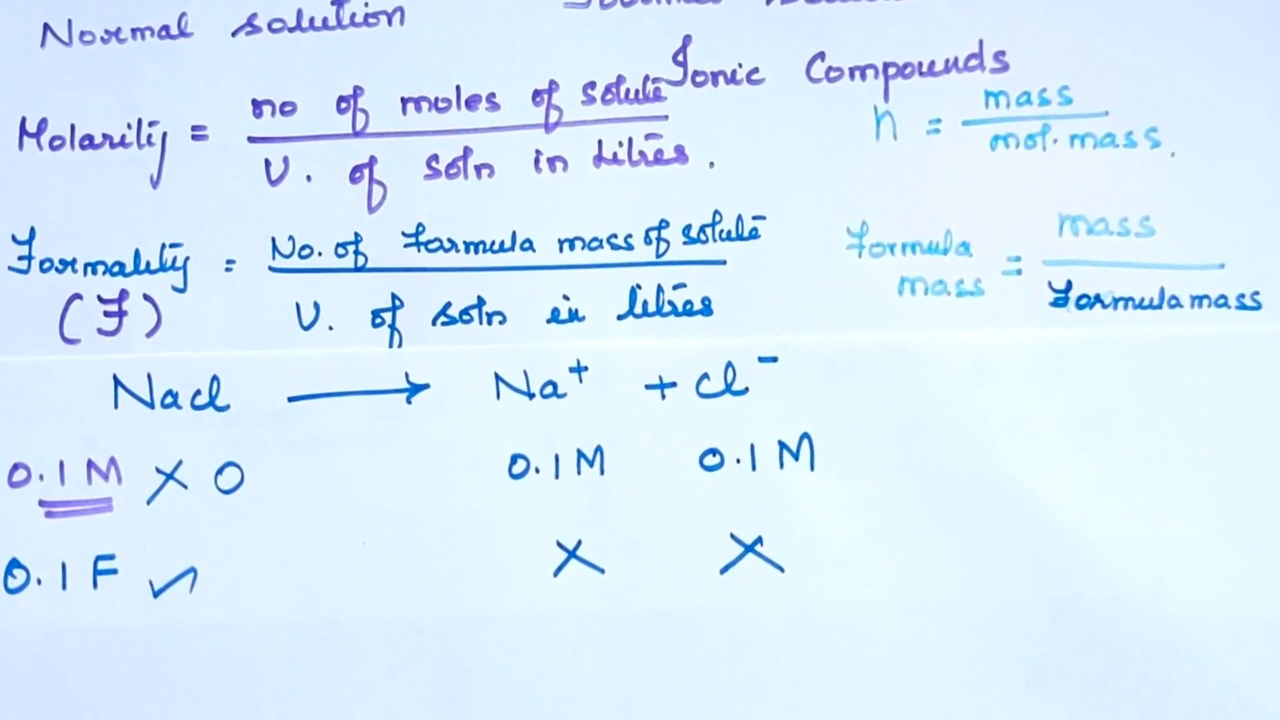 Normal solution
Ionic Compounds
Molarity = no of moles of solute
V. of soln in litres.
n = mass
mol. mass.
Formality = No. of formula mass of solute
(F) V. of soln in litres
formula mass = mass
formula mass
Nacl → Na⁺ + Cl⁻
0.1M × 0 0.1M 0.1M
0.1F ✓ × ×